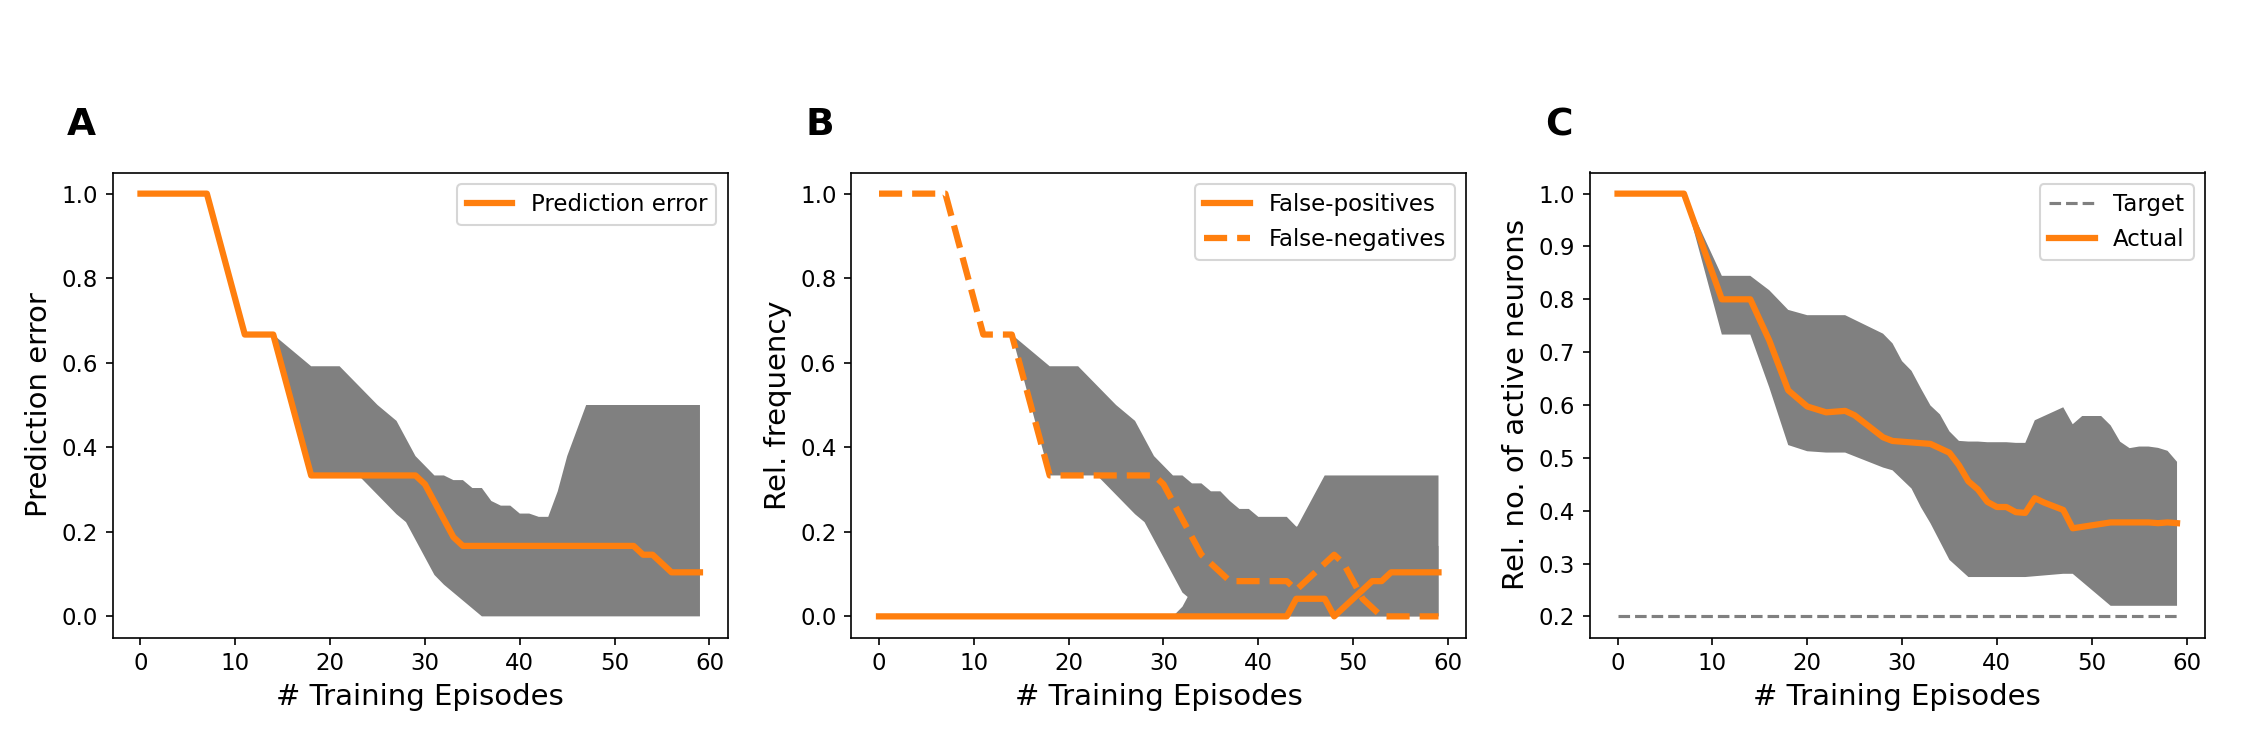 A
Prediction error
1.0
0.8
0.6
0.4
0.2
0.0
Prediction error
0 10 20 30 40 50 60
# Training Episodes
B
False-positives
False-negatives
1.0
0.8
0.6
0.4
0.2
0.0
Rel. frequency
0 10 20 30 40 50 60
# Training Episodes
C
Target
Actual
1.0
0.9
0.8
0.7
0.6
0.5
0.4
0.3
0.2
Rel. no. of active neurons
0 10 20 30 40 50 60
# Training Episodes